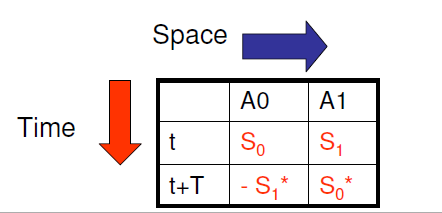 Space
Time
A0 A1
t S₀ S₁
t+T - S₁* S₀*